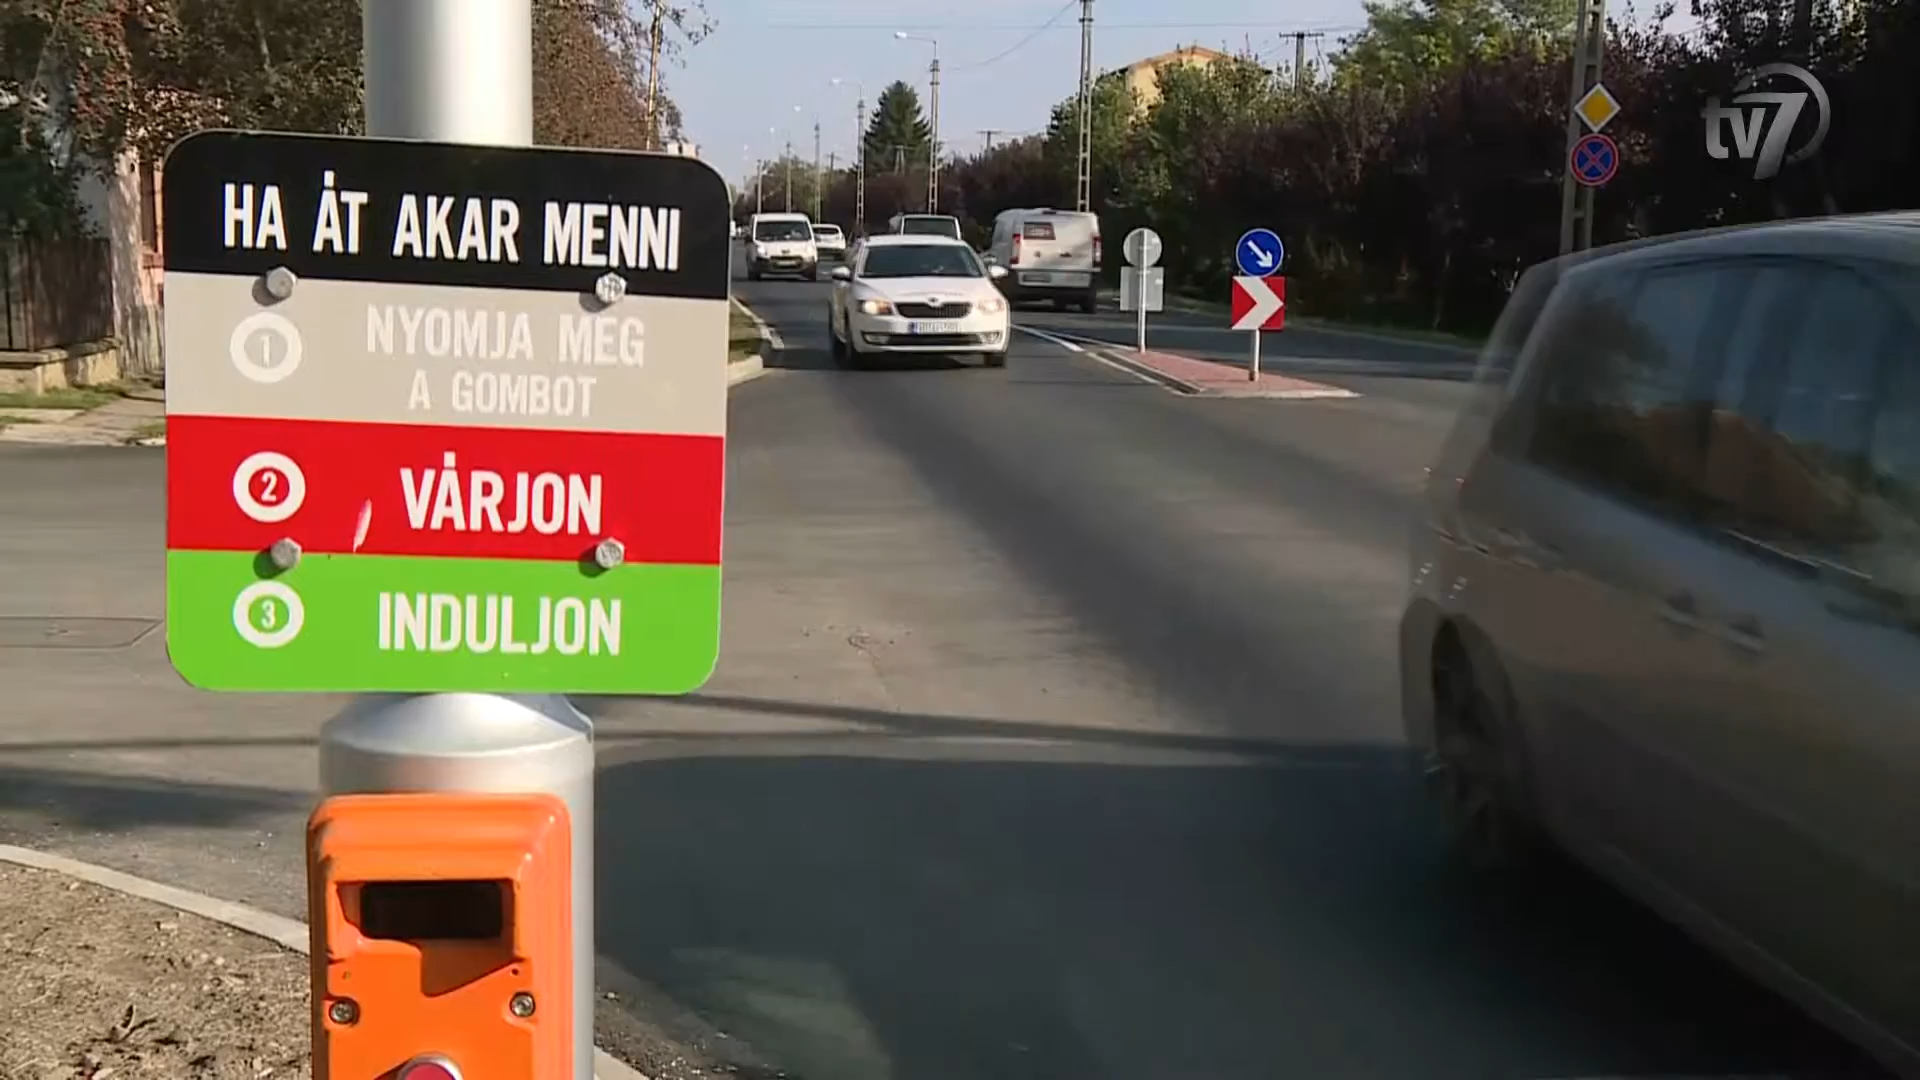 HA ÁT AKAR MENNI
1 NYOMJA MEG
A GOMBOT
2 VÁRJON
3 INDULJON
tv7